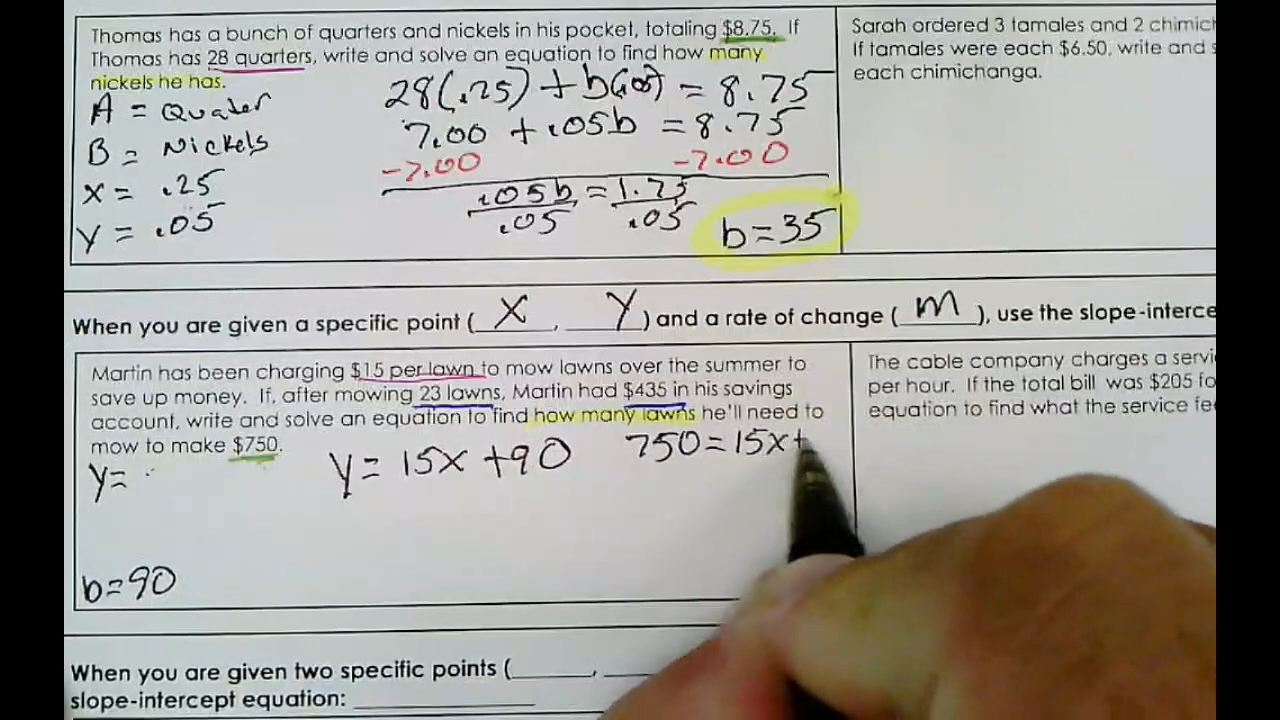 Thomas has a bunch of quarters and nickels in his pocket, totaling $8.75. If
Thomas has 28 quarters, write and solve an equation to find how many
nickels he has.
A = Quater
B = Nickels
X = .25
Y = .05
28(.25) + b(.05) = 8.75
7.00 + .05b = 8.75
-7.00 -7.00
.05b = 1.75
.05 .05
b=35
Sarah ordered 3 tamales and 2 chimich
If tamales were each $6.50, write and s
each chimichanga.
When you are given a specific point ( X , Y ) and a rate of change ( m ), use the slope-interce
Martin has been charging $15 per lawn to mow lawns over the summer to
save up money. If, after mowing 23 lawns, Martin had $435 in his savings
account, write and solve an equation to find how many lawns he'll need to
mow to make $750.
y=
y= 15x +90
750=15x+
b=90
The cable company charges a servi
per hour. If the total bill was $205 fo
equation to find what the service fe
When you are given two specific points (______, ___
slope-intercept equation: ______________